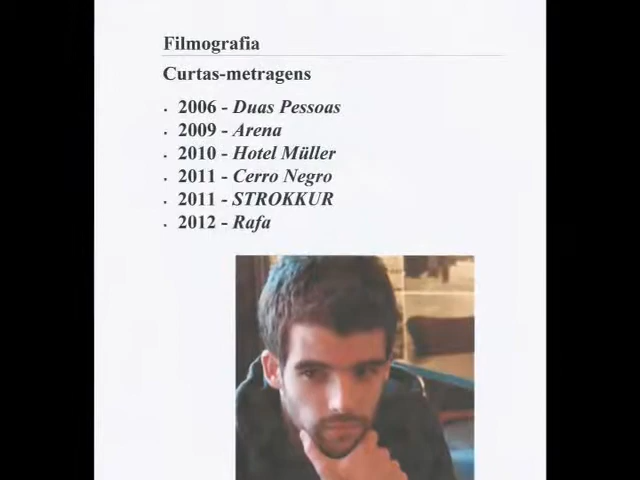 Filmografia
Curtas-metragens
• 2006 - Duas Pessoas
• 2009 - Arena
• 2010 - Hotel Müller
• 2011 - Cerro Negro
• 2011 - STROKKUR
• 2012 - Rafa